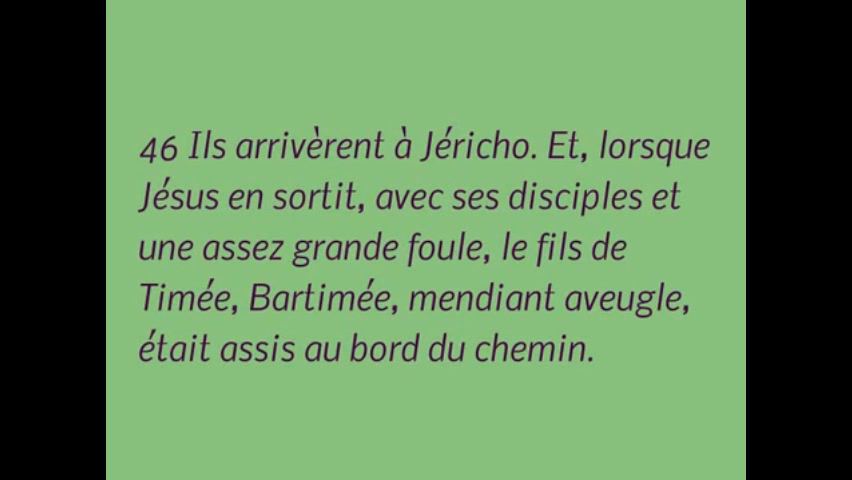 46 Ils arrivèrent à Jéricho. Et, lorsque
Jésus en sortit, avec ses disciples et
une assez grande foule, le fils de
Timée, Bartimée, mendiant aveugle,
était assis au bord du chemin.